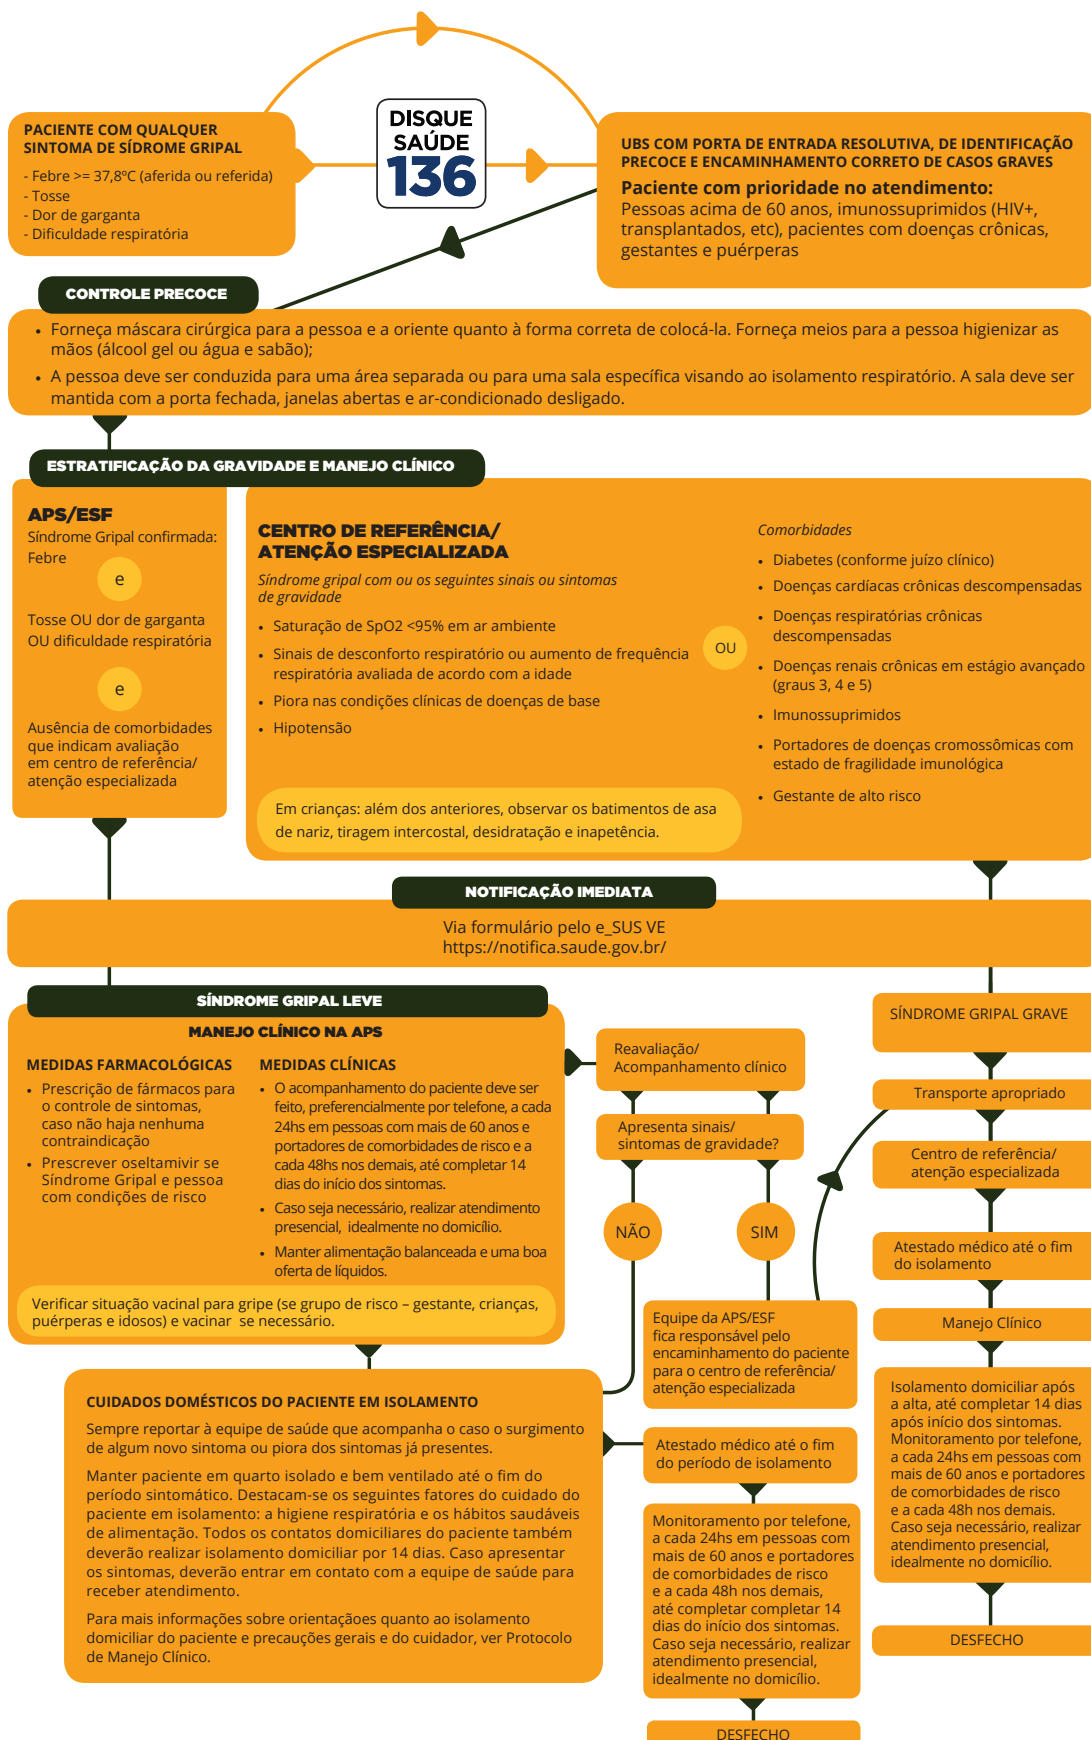 PACIENTE COM QUALQUER
SINTOMA DE SÍDROME GRIPAL
- Febre >= 37,8ºC (aferida ou referida)
- Tosse
- Dor de garganta
- Dificuldade respiratória
DISQUE
SAÚDE
136
UBS COM PORTA DE ENTRADA RESOLUTIVA, DE IDENTIFICAÇÃO
PRECOCE E ENCAMINHAMENTO CORRETO DE CASOS GRAVES
Paciente com prioridade no atendimento:
Pessoas acima de 60 anos, imunossuprimidos (HIV+,
transplantados, etc), pacientes com doenças crônicas,
gestantes e puérperas
CONTROLE PRECOCE
• Forneça máscara cirúrgica para a pessoa e a oriente quanto à forma correta de colocá-la. Forneça meios para a pessoa higienizar as
mãos (álcool gel ou água e sabão);
• A pessoa deve ser conduzida para uma área separada ou para uma sala específica visando ao isolamento respiratório. A sala deve ser
mantida com a porta fechada, janelas abertas e ar-condicionado desligado.
ESTRATIFICAÇÃO DA GRAVIDADE E MANEJO CLÍNICO
APS/ESF
Síndrome Gripal confirmada:
Febre
e
Tosse OU dor de garganta
OU dificuldade respiratória
e
Ausência de comorbidades
que indicam avaliação
em centro de referência/
atenção especializada
CENTRO DE REFERÊNCIA/
ATENÇÃO ESPECIALIZADA
Síndrome gripal com ou os seguintes sinais ou sintomas
de gravidade
• Saturação de SpO2 <95% em ar ambiente
• Sinais de desconforto respiratório ou aumento de frequência
respiratória avaliada de acordo com a idade
• Piora nas condições clínicas de doenças de base
• Hipotensão
Em crianças: além dos anteriores, observar os batimentos de asa
de nariz, tiragem intercostal, desidratação e inapetência.
OU
Comorbidades
• Diabetes (conforme juízo clínico)
• Doenças cardíacas crônicas descompensadas
• Doenças respiratórias crônicas
descompensadas
• Doenças renais crônicas em estágio avançado
(graus 3, 4 e 5)
• Imunossuprimidos
• Portadores de doenças cromossômicas com
estado de fragilidade imunológica
• Gestante de alto risco
NOTIFICAÇÃO IMEDIATA
Via formulário pelo e_SUS VE
https://notifica.saude.gov.br/
SÍNDROME GRIPAL LEVE
MANEJO CLÍNICO NA APS
MEDIDAS FARMACOLÓGICAS
• Prescrição de fármacos para
o controle de sintomas,
caso não haja nenhuma
contraindicação
• Prescrever oseltamivir se
Síndrome Gripal e pessoa
com condições de risco
MEDIDAS CLÍNICAS
• O acompanhamento do paciente deve ser
feito, preferencialmente por telefone, a cada
24hs em pessoas com mais de 60 anos e
portadores de comorbidades de risco e a
cada 48hs nos demais, até completar 14
dias do início dos sintomas.
• Caso seja necessário, realizar atendimento
presencial, idealmente no domicílio.
• Manter alimentação balanceada e uma boa
oferta de líquidos.
Verificar situação vacinal para gripe (se grupo de risco – gestante, crianças,
puérperas e idosos) e vacinar se necessário.
CUIDADOS DOMÉSTICOS DO PACIENTE EM ISOLAMENTO
Sempre reportar à equipe de saúde que acompanha o caso o surgimento
de algum novo sintoma ou piora dos sintomas já presentes.
Manter paciente em quarto isolado e bem ventilado até o fim do
período sintomático. Destacam-se os seguintes fatores do cuidado do
paciente em isolamento: a higiene respiratória e os hábitos saudáveis
de alimentação. Todos os contatos domiciliares do paciente também
deverão realizar isolamento domiciliar por 14 dias. Caso apresentar
os sintomas, deverão entrar em contato com a equipe de saúde para
receber atendimento.
Para mais informações sobre orientaçãoes quanto ao isolamento
domiciliar do paciente e precauções gerais e do cuidador, ver Protocolo
de Manejo Clínico.
Reavaliação/
Acompanhamento clínico
Apresenta sinais/
sintomas de gravidade?
NÃO
SIM
Equipe da APS/ESF
fica responsável pelo
encaminhamento do paciente
para o centro de referência/
atenção especializada
Atestado médico até o fim
do período de isolamento
Monitoramento por telefone,
a cada 24hs em pessoas com
mais de 60 anos e portadores
de comorbidades de risco
e a cada 48h nos demais,
até completar completar 14
dias do início dos sintomas.
Caso seja necessário, realizar
atendimento presencial,
idealmente no domicílio.
DESFECHO
SÍNDROME GRIPAL GRAVE
Transporte apropriado
Centro de referência/
atenção especializada
Atestado médico até o fim
do isolamento
Manejo Clínico
Isolamento domiciliar após
a alta, até completar 14 dias
após início dos sintomas.
Monitoramento por telefone,
a cada 24hs em pessoas com
mais de 60 anos e portadores
de comorbidades de risco
e a cada 48h nos demais.
Caso seja necessário, realizar
atendimento presencial,
idealmente no domicílio.
DESFECHO